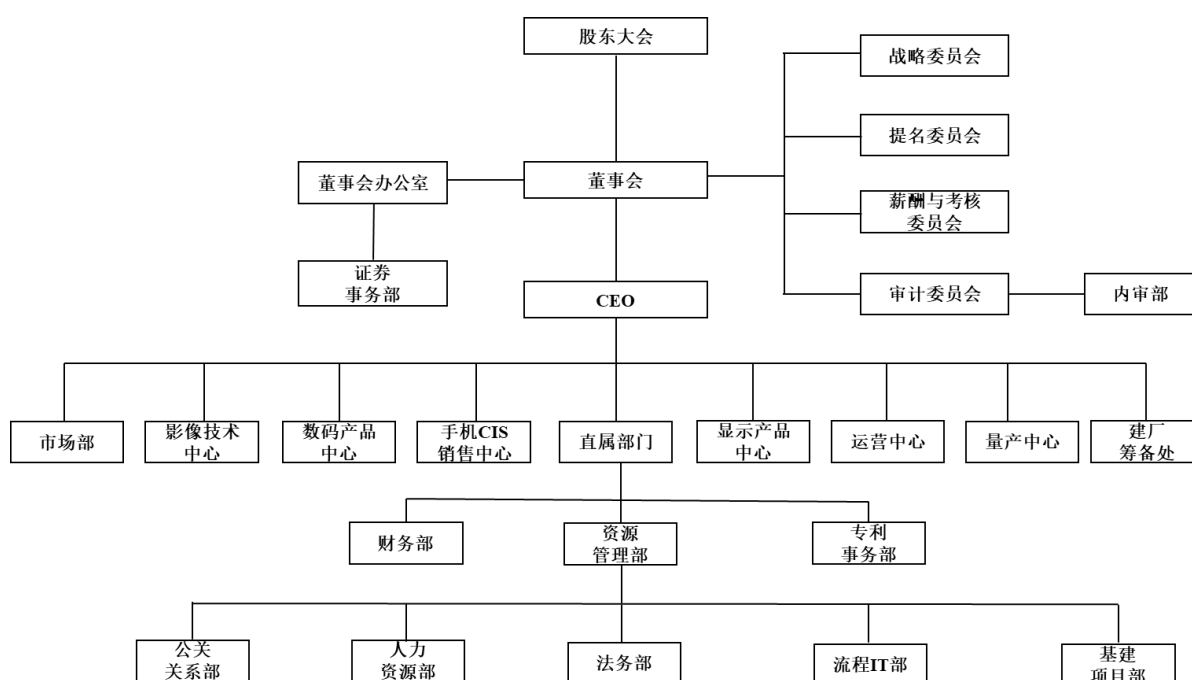 股东大会
战略委员会
提名委员会
董事会办公室
董事会
薪酬与考核
委员会
证券
事务部
CEO
审计委员会
内审部
市场部
影像技术
中心
数码产品
中心
手机CIS
销售中心
直属部门
显示产品
中心
运营中心
量产中心
建厂
筹备处
财务部
资源
管理部
专利
事务部
公关
关系部
人力
资源部
法务部
流程IT部
基建
项目部